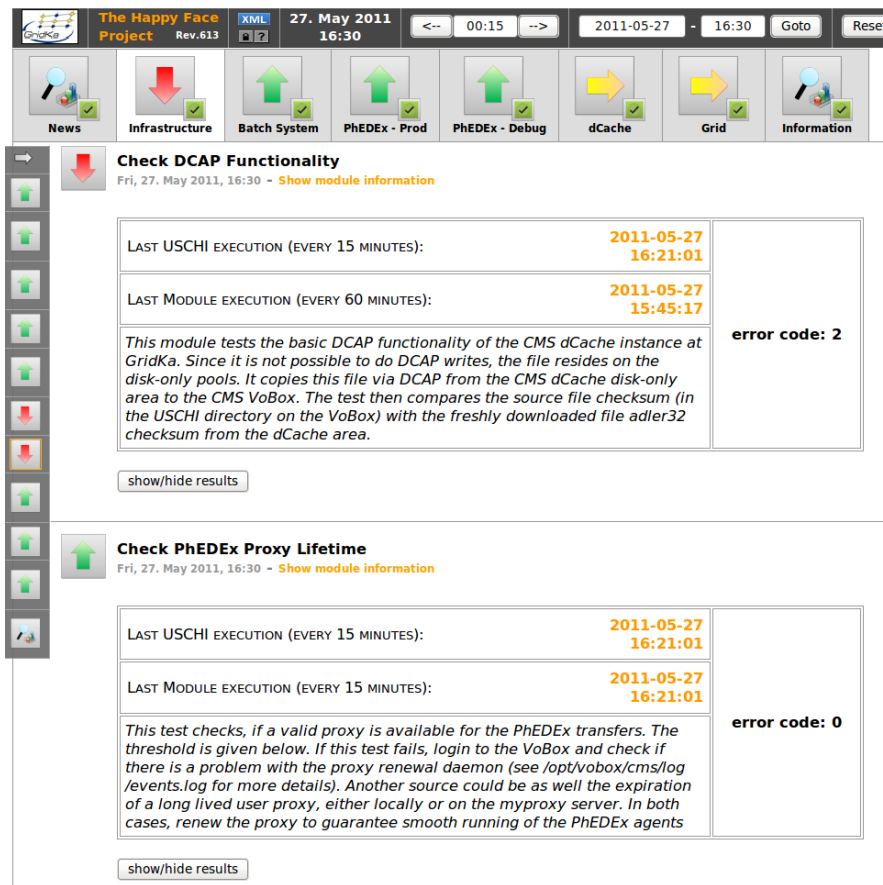 GridKa
The Happy Face
Project Rev.613
XML
?
27. May 2011
16:30
<--
00:15
-->
2011-05-27
-
16:30
Goto
Reset
News
Infrastructure
Batch System
PhEDEx - Prod
PhEDEx - Debug
dCache
Grid
Information
Check DCAP Functionality
Fri, 27. May 2011, 16:30 – Show module information
Last USCHI execution (every 15 minutes):
2011-05-27
16:21:01
Last Module execution (every 60 minutes):
2011-05-27
15:45:17
error code: 2
This module tests the basic DCAP functionality of the CMS dCache instance at
GridKa. Since it is not possible to do DCAP writes, the file resides on the
disk-only pools. It copies this file via DCAP from the CMS dCache disk-only
area to the CMS VoBox. The test then compares the source file checksum (in
the USCHI directory on the VoBox) with the freshly downloaded file adler32
checksum from the dCache area.
show/hide results
Check PhEDEx Proxy Lifetime
Fri, 27. May 2011, 16:30 – Show module information
Last USCHI execution (every 15 minutes):
2011-05-27
16:21:01
Last Module execution (every 15 minutes):
2011-05-27
16:21:01
error code: 0
This test checks, if a valid proxy is available for the PhEDEx transfers. The
threshold is given below. If this test fails, login to the VoBox and check if
there is a problem with the proxy renewal daemon (see /opt/vobox/cms/log
/events.log for more details). Another source could be as well the expiration
of a long lived user proxy, either locally or on the myproxy server. In both
cases, renew the proxy to guarantee smooth running of the PhEDEx agents
show/hide results